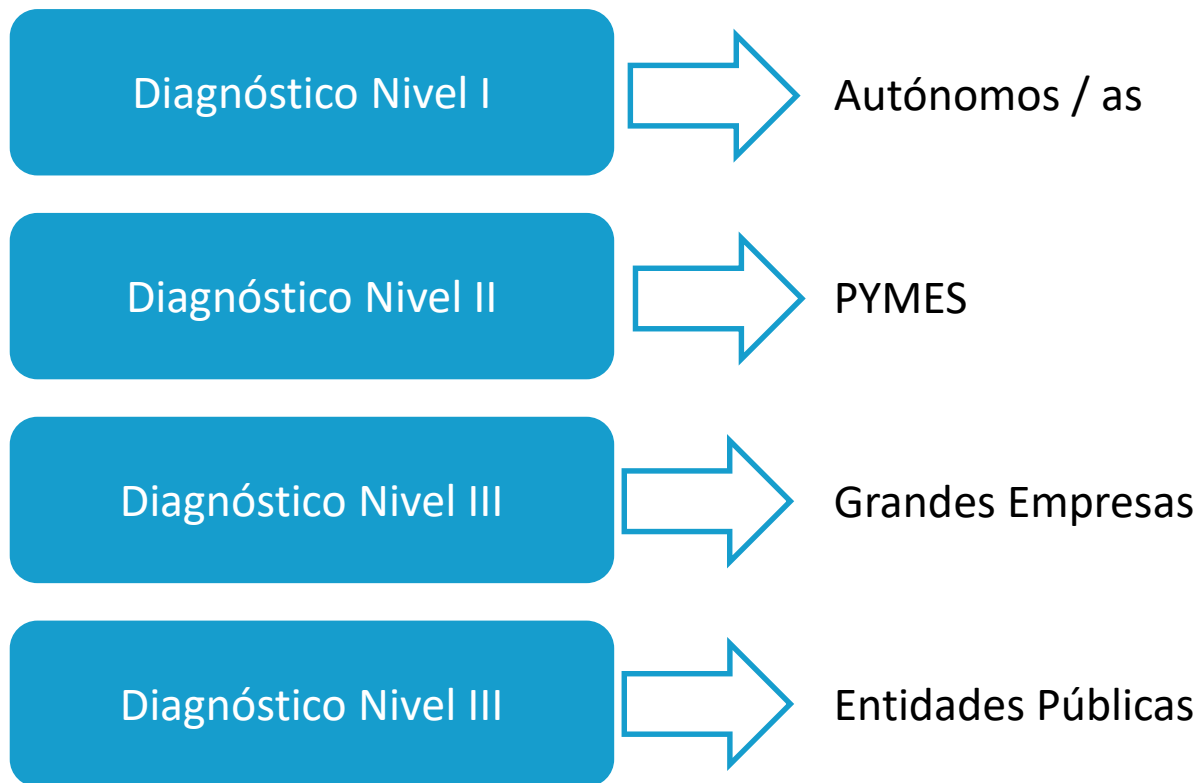 Diagnóstico Nivel I
Autónomos / as
Diagnóstico Nivel II
PYMES
Diagnóstico Nivel III
Grandes Empresas
Diagnóstico Nivel III
Entidades Públicas